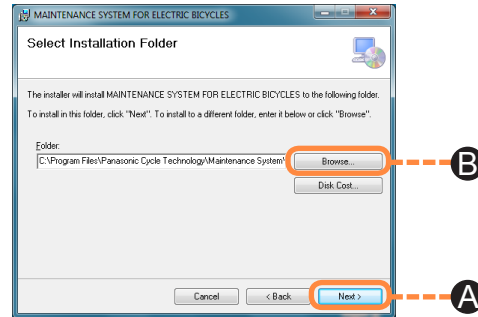 MAINTENANCE SYSTEM FOR ELECTRIC BICYCLES
Select Installation Folder
The installer will install MAINTENANCE SYSTEM FOR ELECTRIC BICYCLES to the following folder.
To install in this folder, click "Next". To install to a different folder, enter it below or click "Browse".
Folder:
C:\Program Files\Panasonic Cycle Technology\Maintenance System\
Browse...
B
Disk Cost...
Cancel
< Back
Next >
A